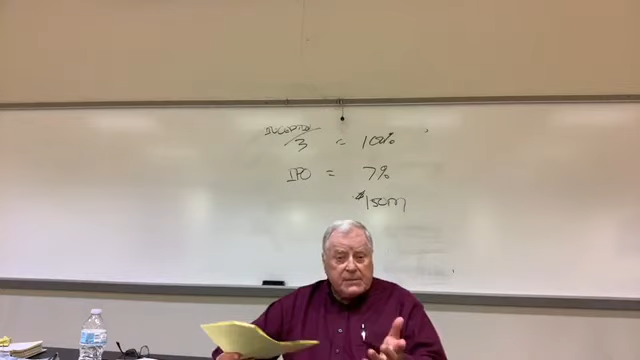 /3 = 10%
IPO = 7%
$150M